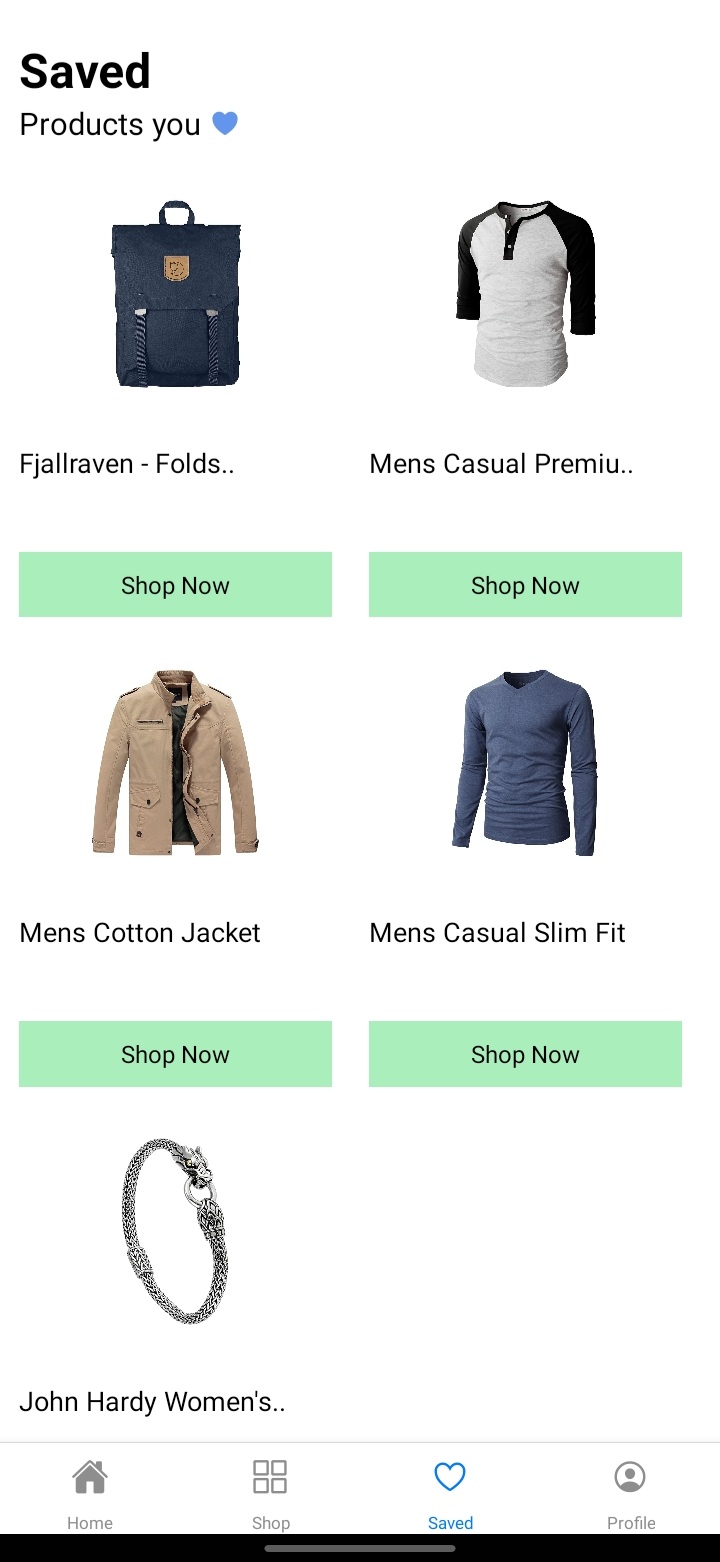 Saved
Products you
Fjallraven - Folds..
Mens Casual Premiu..
Shop Now
Shop Now
Mens Cotton Jacket
Mens Casual Slim Fit
Shop Now
Shop Now
John Hardy Women's..
Home
Shop
Saved
Profile